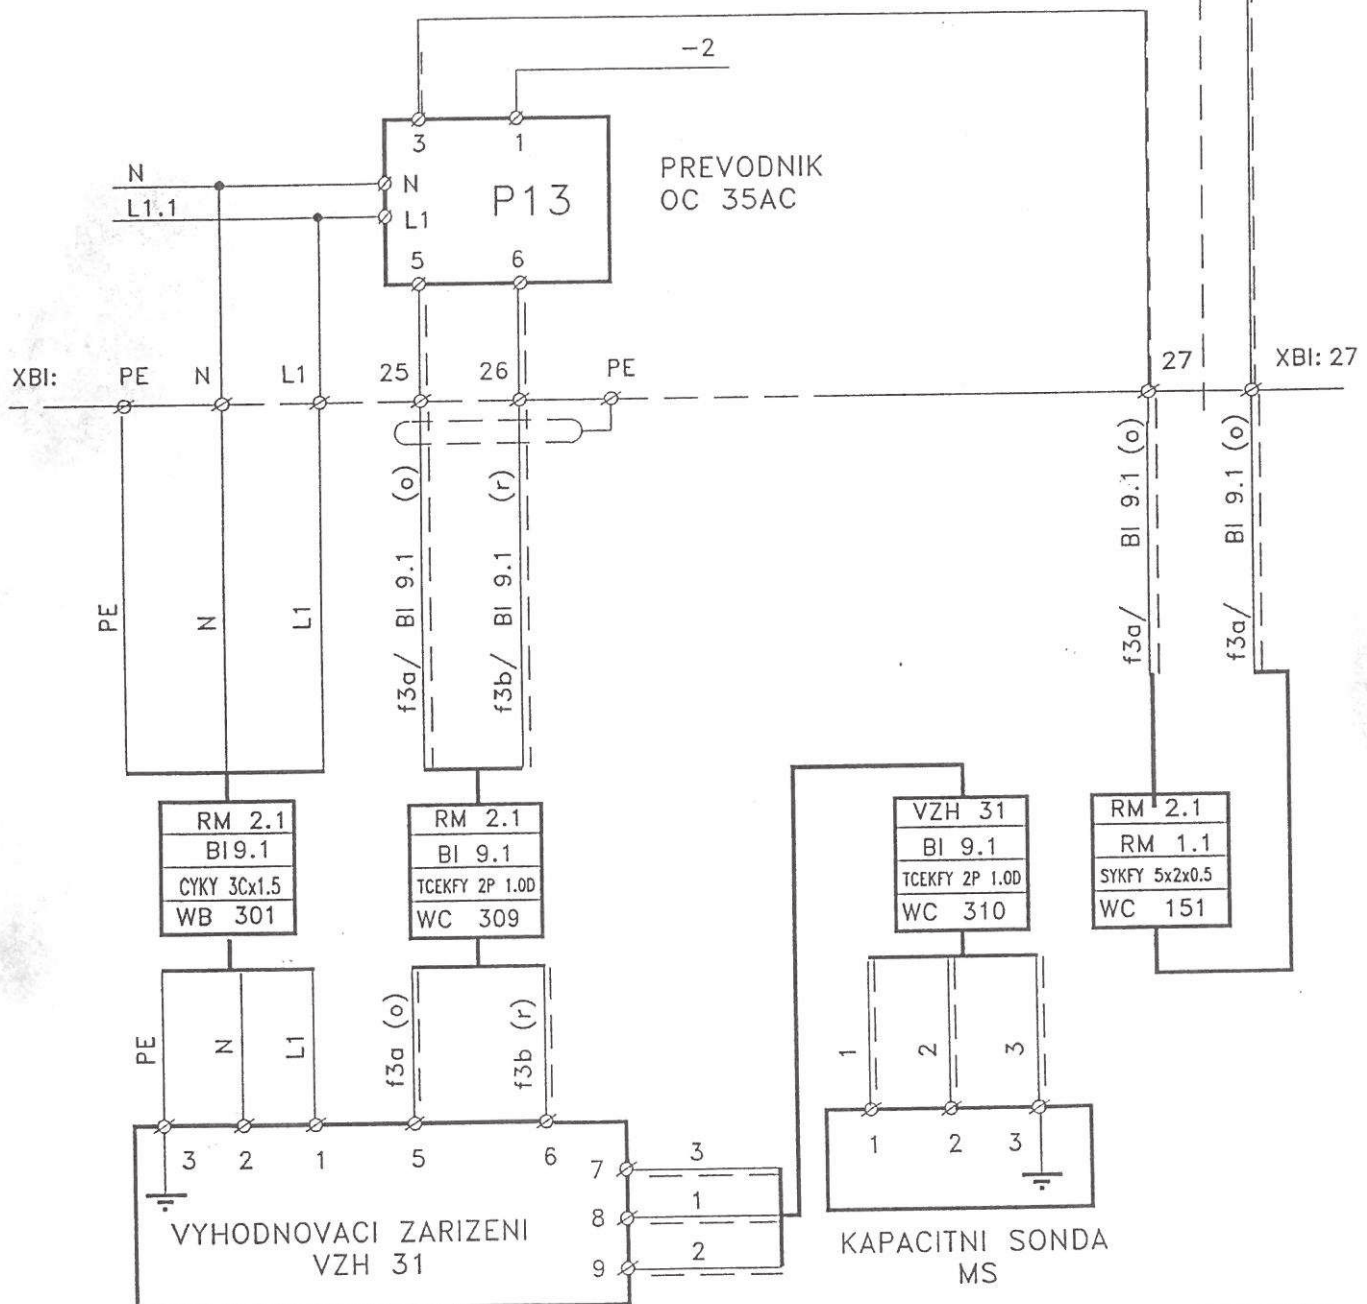 -2
3 1
N
N
P13
PREVODNIK
OC 35AC
L1.1
L1
5 6
XBI: PE N L1 25 26 PE 27 XBI: 27
(o) (r)
BI 9.1 (o)
BI 9.1 (o)
PE
N
L1
f3a/ BI 9.1
f3b/ BI 9.1
f3a/
f3a/
RM 2.1
BI 9.1
CYKY 3Cx1.5
WB 301
RM 2.1
BI 9.1
TCEKFY 2P 1.0D
WC 309
VZH 31
BI 9.1
TCEKFY 2P 1.0D
WC 310
RM 2.1
RM 1.1
SYKFY 5x2x0.5
WC 151
PE
N
L1
f3a (o)
f3b (r)
1
2
3
3 2 1 5 6
7 3
8 1
9 2
1 2 3
VYHODNOVACI ZARIZENI
VZH 31
KAPACITNI SONDA
MS